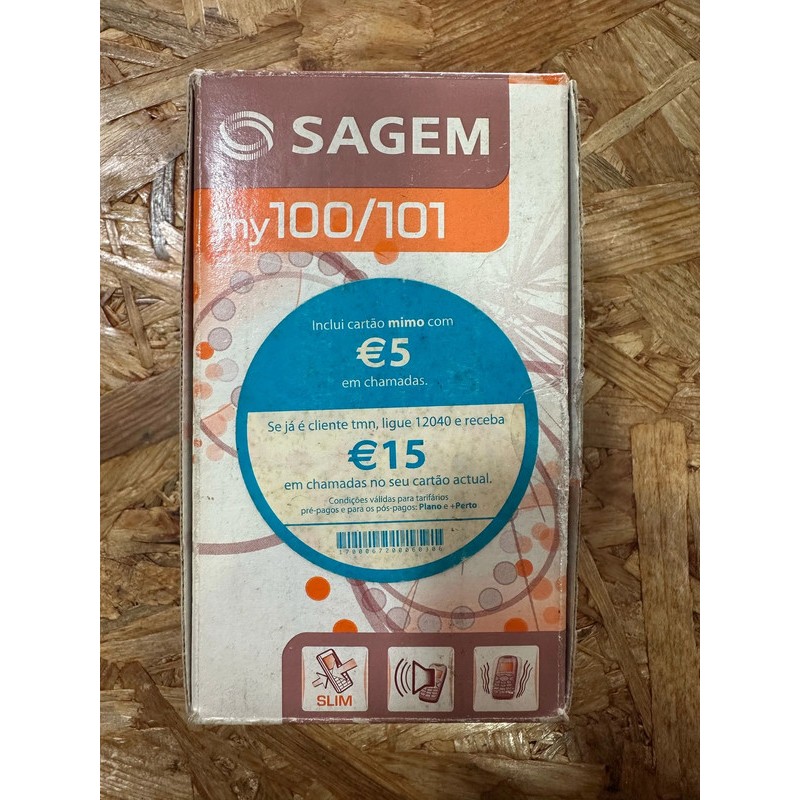 SAGEM
my100/101
Inclui cartão mimo com
€5
em chamadas.
Se já é cliente tmn, ligue 12040 e receba
€15
em chamadas no seu cartão actual.
Condições válidas para tarifários
pré-pagos e para os pós-pagos: Plano e +Perto
SLIM